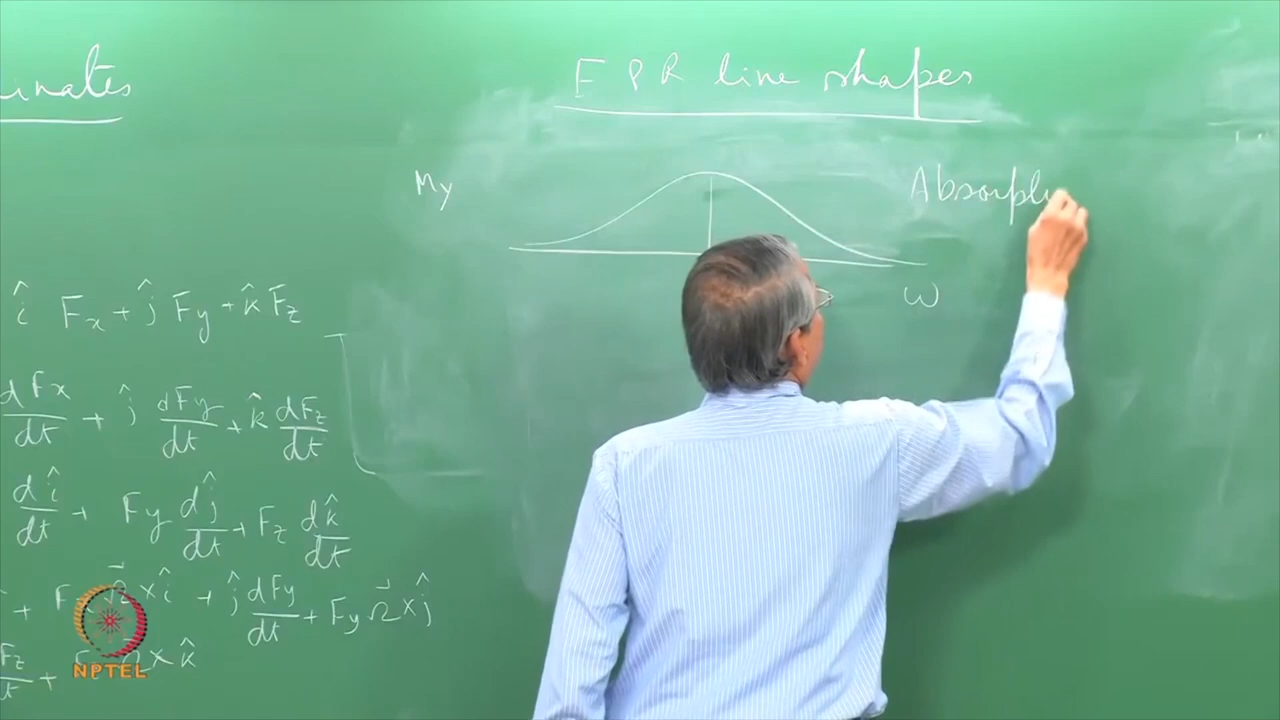 inates
EPR line shapes
My
Absorpti
ω
î Fx + ĵ Fy + k̂ Fz
dFx/dt + ĵ dFy/dt + k̂ dFz/dt
dî/dt + Fy dĵ/dt + Fz dk̂/dt
+ F Ω⃗ × î + ĵ dFy/dt + Fy Ω⃗ × ĵ
Fz/t + F Ω⃗ × k̂
NPTEL